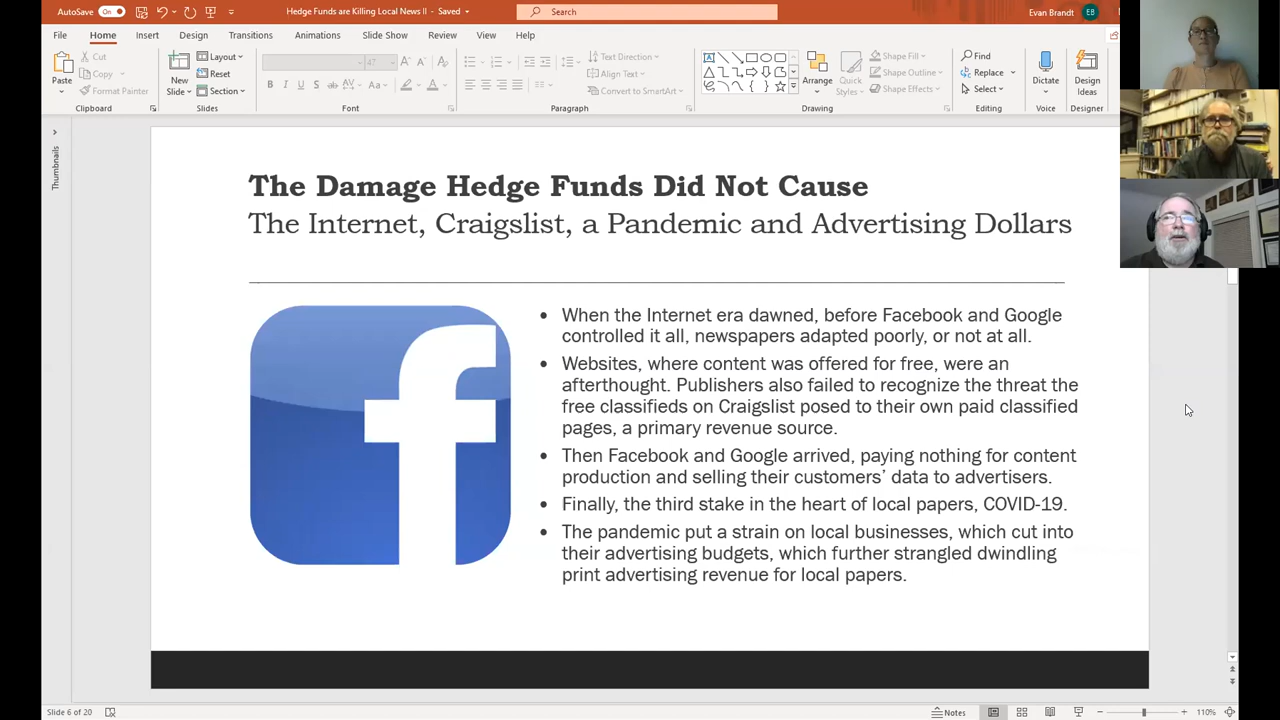 AutoSave On
Hedge Funds are Killing Local News II - Saved
Search
Evan Brandt EB
File Home Insert Design Transitions Animations Slide Show Review View Help
Paste
Cut
Copy
Format Painter
Clipboard
New
Slide
Layout
Reset
Section
Slides
47
B I U S ab AV Aa A
Font
Text Direction
Align Text
Convert to SmartArt
Paragraph
Arrange
Quick
Styles
Shape Fill
Shape Outline
Shape Effects
Drawing
Find
Replace
Select
Editing
Dictate
Voice
Design
Ideas
Designer
Thumbnails
The Damage Hedge Funds Did Not Cause
The Internet, Craigslist, a Pandemic and Advertising Dollars
f
• When the Internet era dawned, before Facebook and Google
controlled it all, newspapers adapted poorly, or not at all.
• Websites, where content was offered for free, were an
afterthought. Publishers also failed to recognize the threat the
free classifieds on Craigslist posed to their own paid classified
pages, a primary revenue source.
• Then Facebook and Google arrived, paying nothing for content
production and selling their customers’ data to advertisers.
• Finally, the third stake in the heart of local papers, COVID-19.
• The pandemic put a strain on local businesses, which cut into
their advertising budgets, which further strangled dwindling
print advertising revenue for local papers.
Slide 6 of 20
Notes
110%